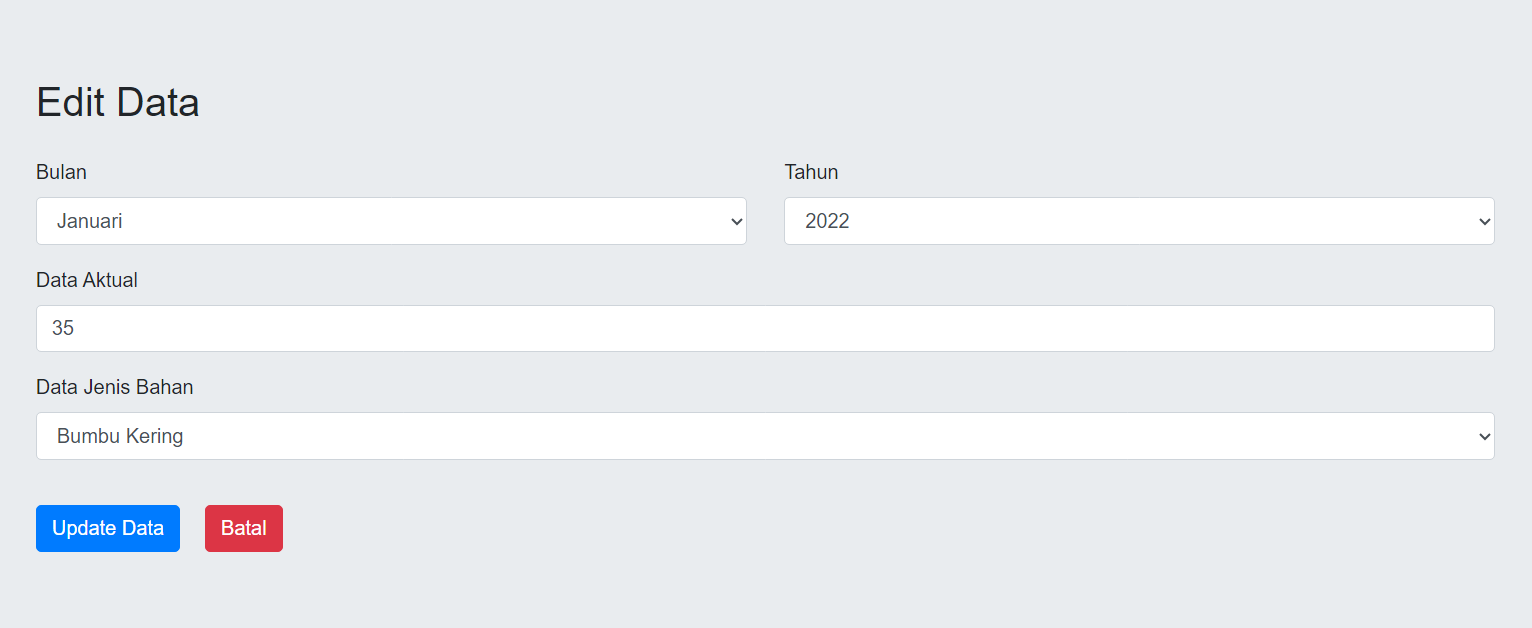 Edit Data
Bulan
Tahun
Januari
2022
Data Aktual
35
Data Jenis Bahan
Bumbu Kering
Update Data
Batal